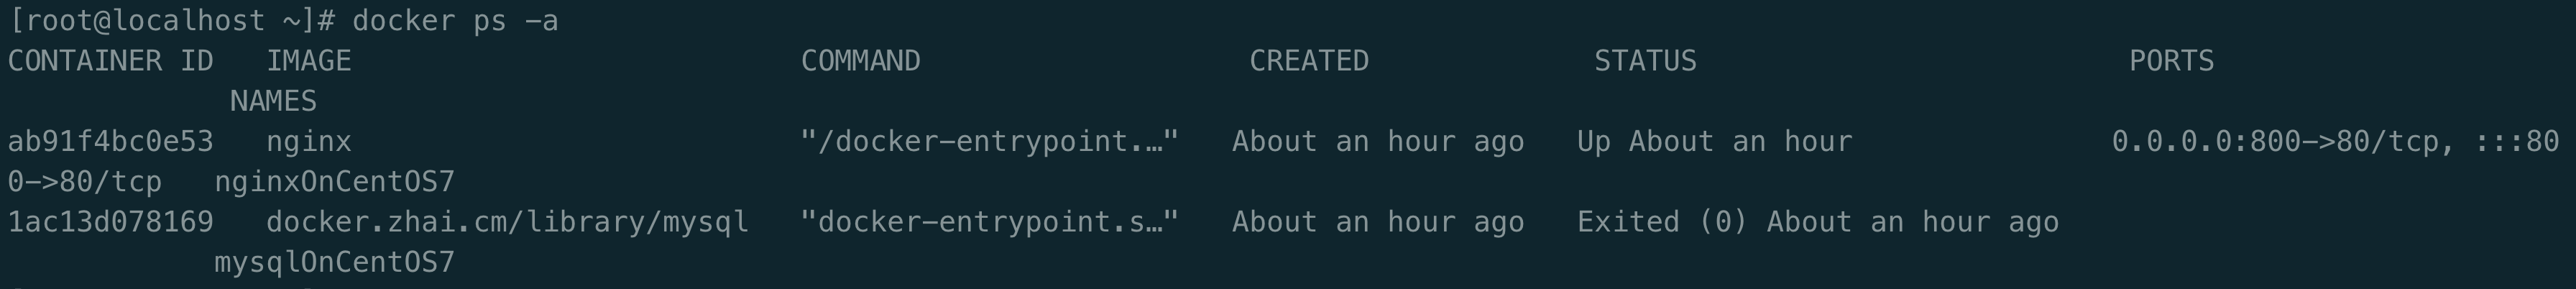 [root@localhost ~]# docker ps -a
CONTAINER ID   IMAGE                          COMMAND                   CREATED             STATUS                         PORTS
             NAMES
ab91f4bc0e53   nginx                          "/docker-entrypoint.…"   About an hour ago   Up About an hour               0.0.0.0:800->80/tcp, :::80
0->80/tcp   nginxOnCentOS7
1ac13d078169   docker.zhai.cm/library/mysql   "docker-entrypoint.s…"   About an hour ago   Exited (0) About an hour ago
            mysqlOnCentOS7